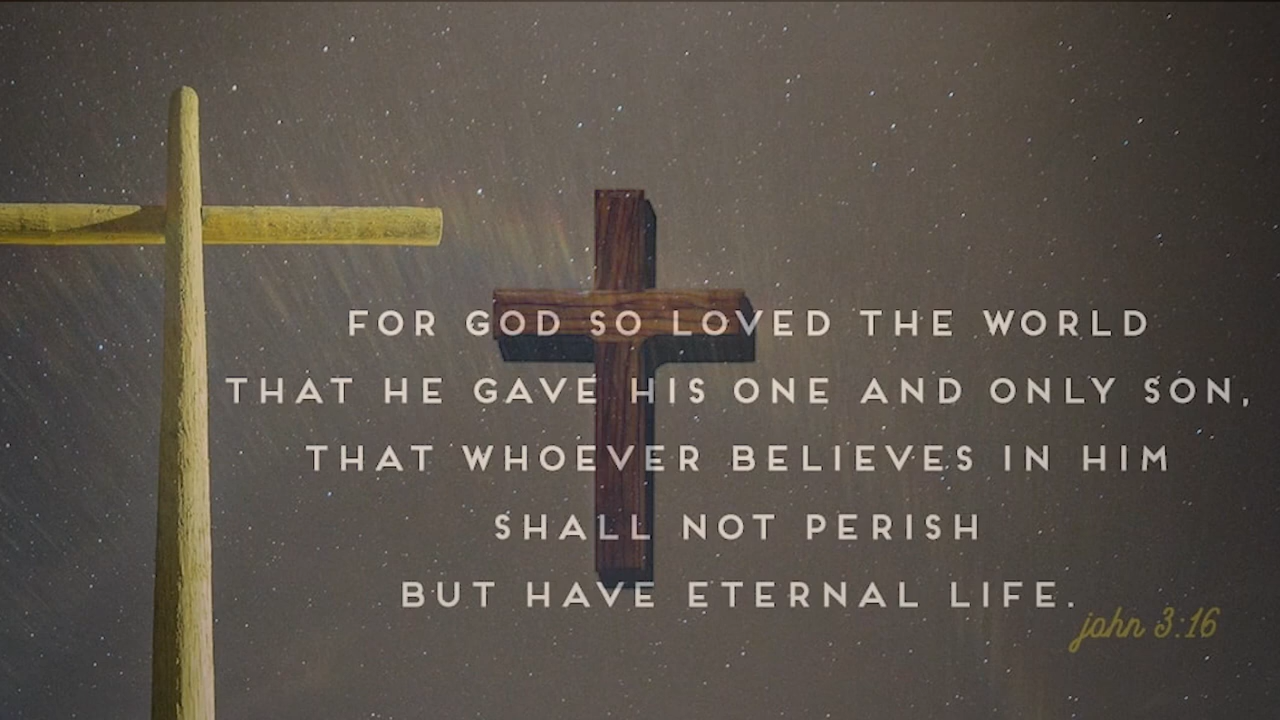 FOR GOD SO LOVED THE WORLD
THAT HE GAVE HIS ONE AND ONLY SON,
THAT WHOEVER BELIEVES IN HIM
SHALL NOT PERISH
BUT HAVE ETERNAL LIFE.
john 3:16